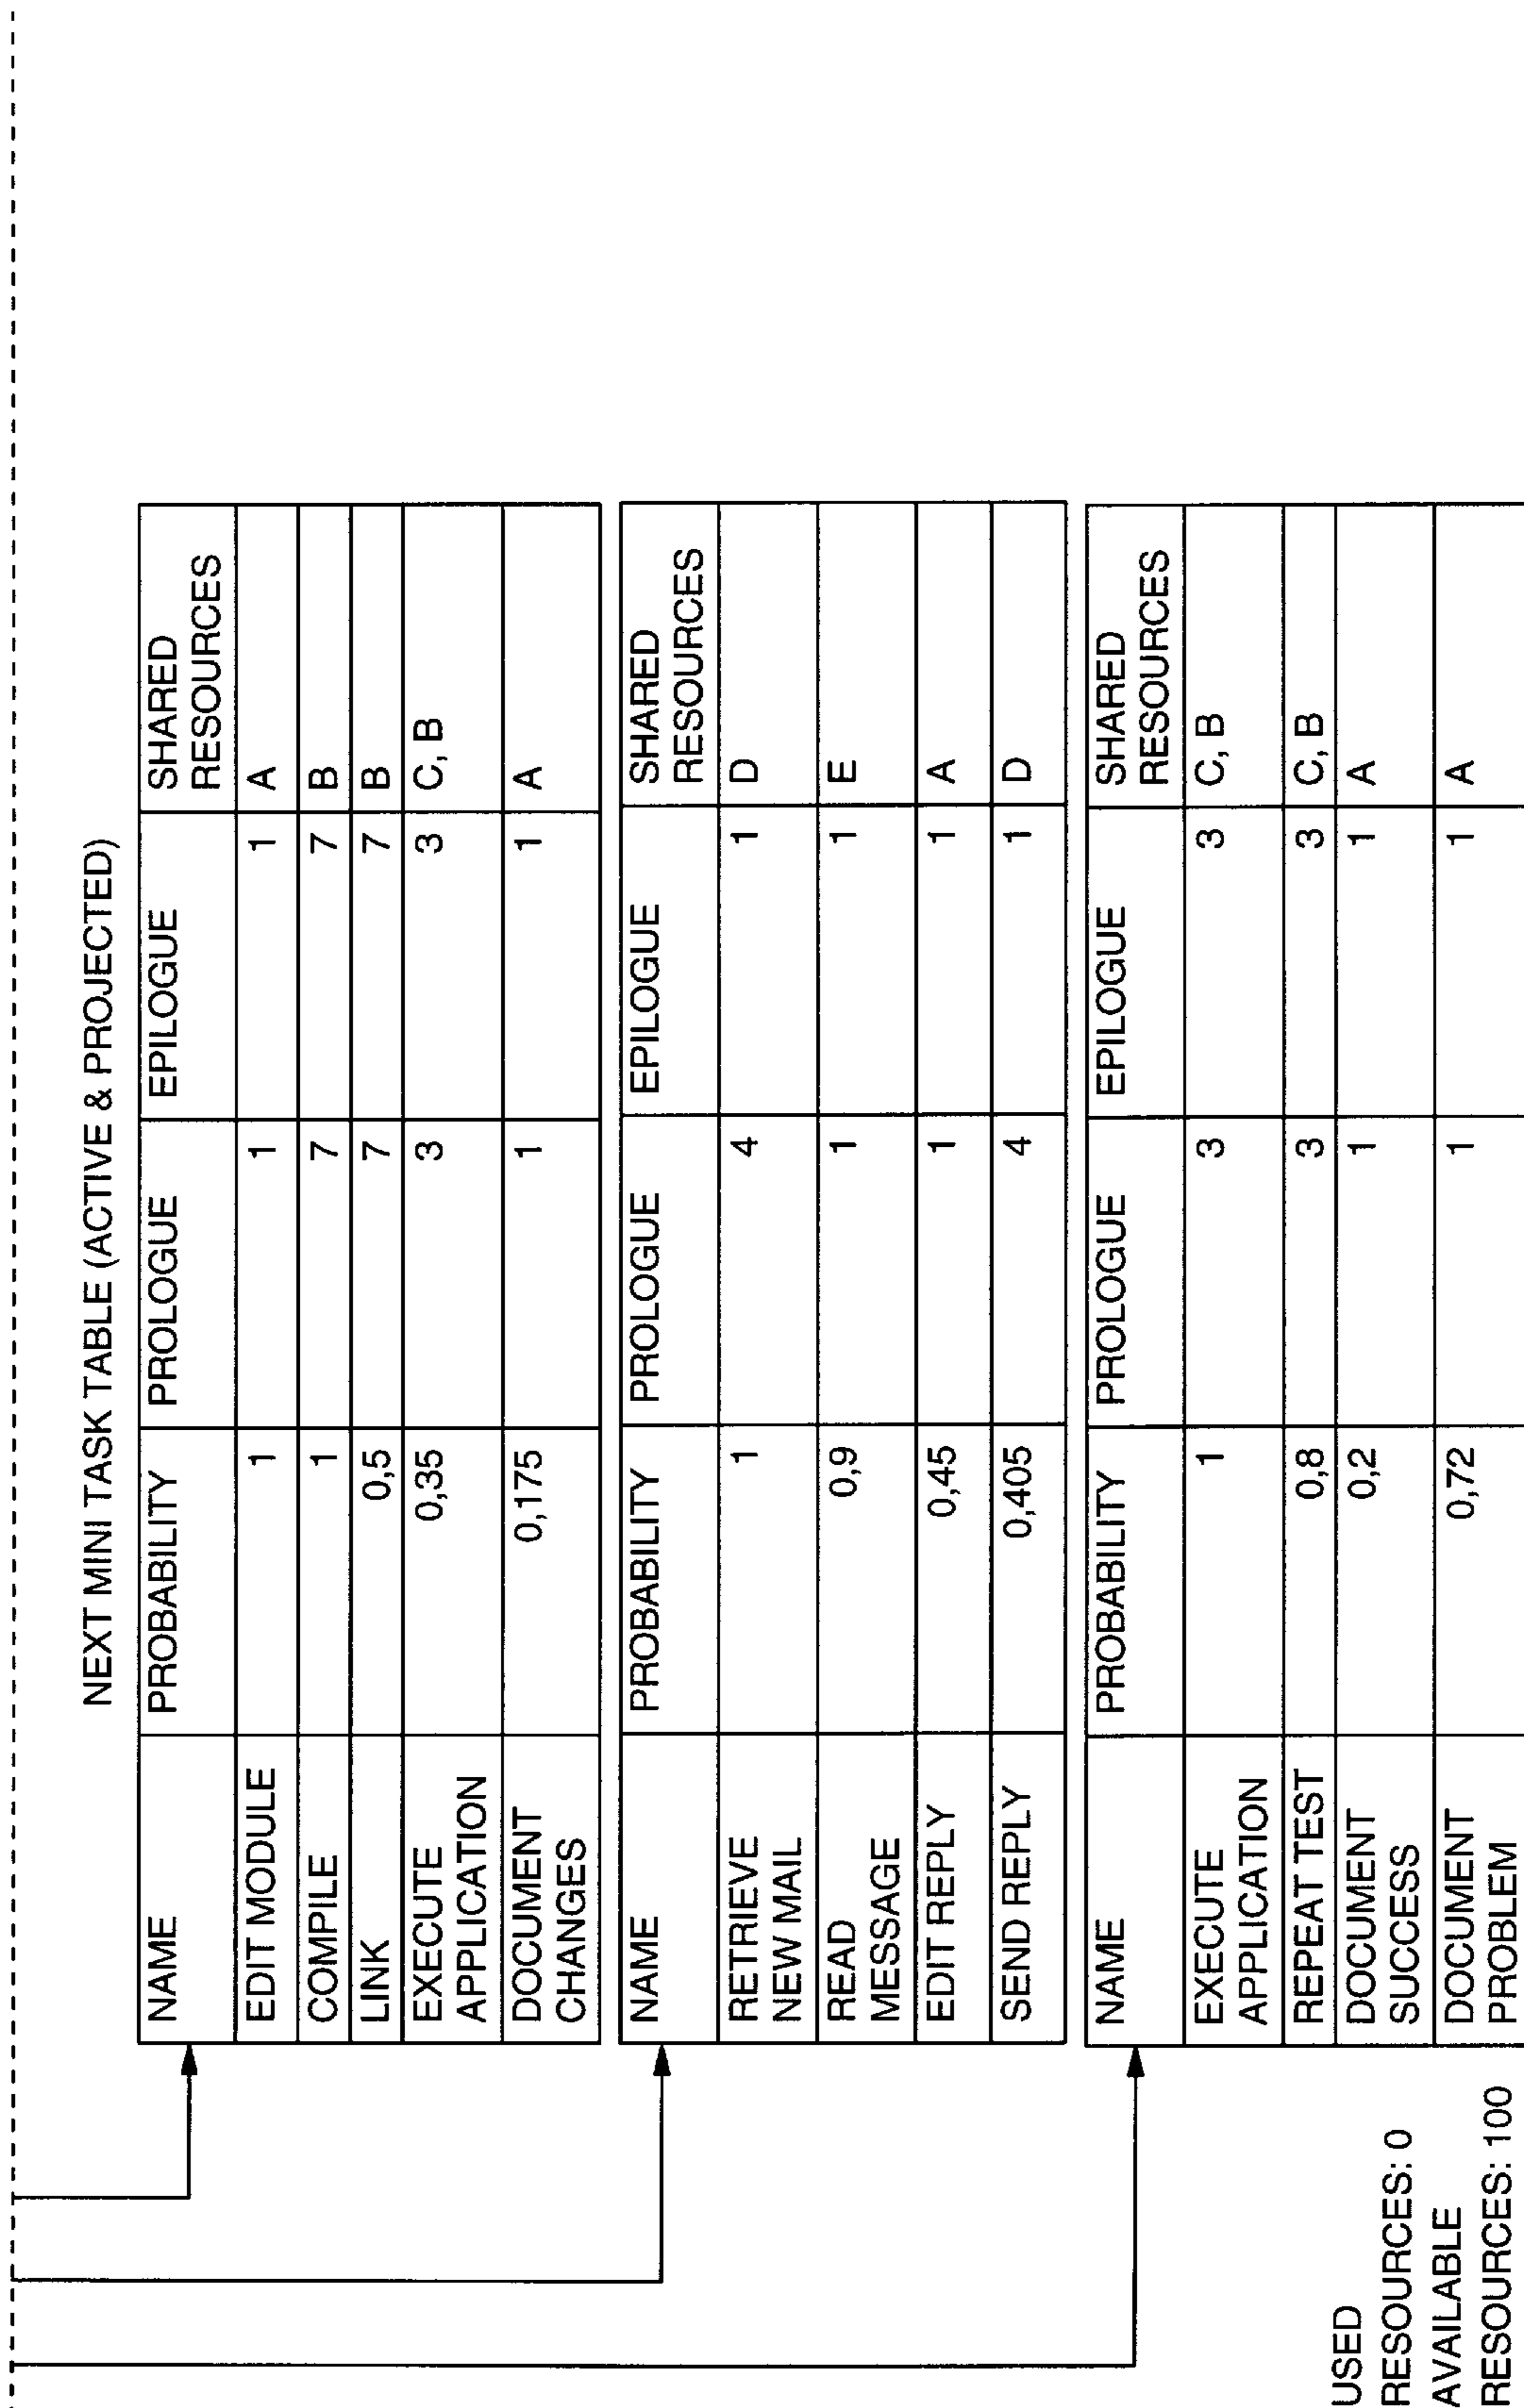 NEXT MINI TASK TABLE (ACTIVE & PROJECTED)
NAME PROBABILITY PROLOGUE EPILOGUE SHARED
RESOURCES
EDIT MODULE 1 1 1 A
COMPILE 1 7 7 B
LINK 0,5 7 7 B
EXECUTE 0,35 3 3 C, B
APPLICATION
DOCUMENT 0,175 1 1 A
CHANGES
NAME PROBABILITY PROLOGUE EPILOGUE SHARED
RESOURCES
RETRIEVE 1 4 1 D
NEW MAIL
READ 0,9 1 1 E
MESSAGE
EDIT REPLY 0,45 1 1 A
SEND REPLY 0,405 4 1 D
NAME PROBABILITY PROLOGUE EPILOGUE SHARED
RESOURCES
EXECUTE 1 3 3 C, B
APPLICATION
REPEAT TEST 0,8 3 3 C, B
DOCUMENT 0,2 1 1 A
SUCCESS
DOCUMENT 0,72 1 1 A
PROBLEM
USED
RESOURCES: 0
AVAILABLE
RESOURCES: 100